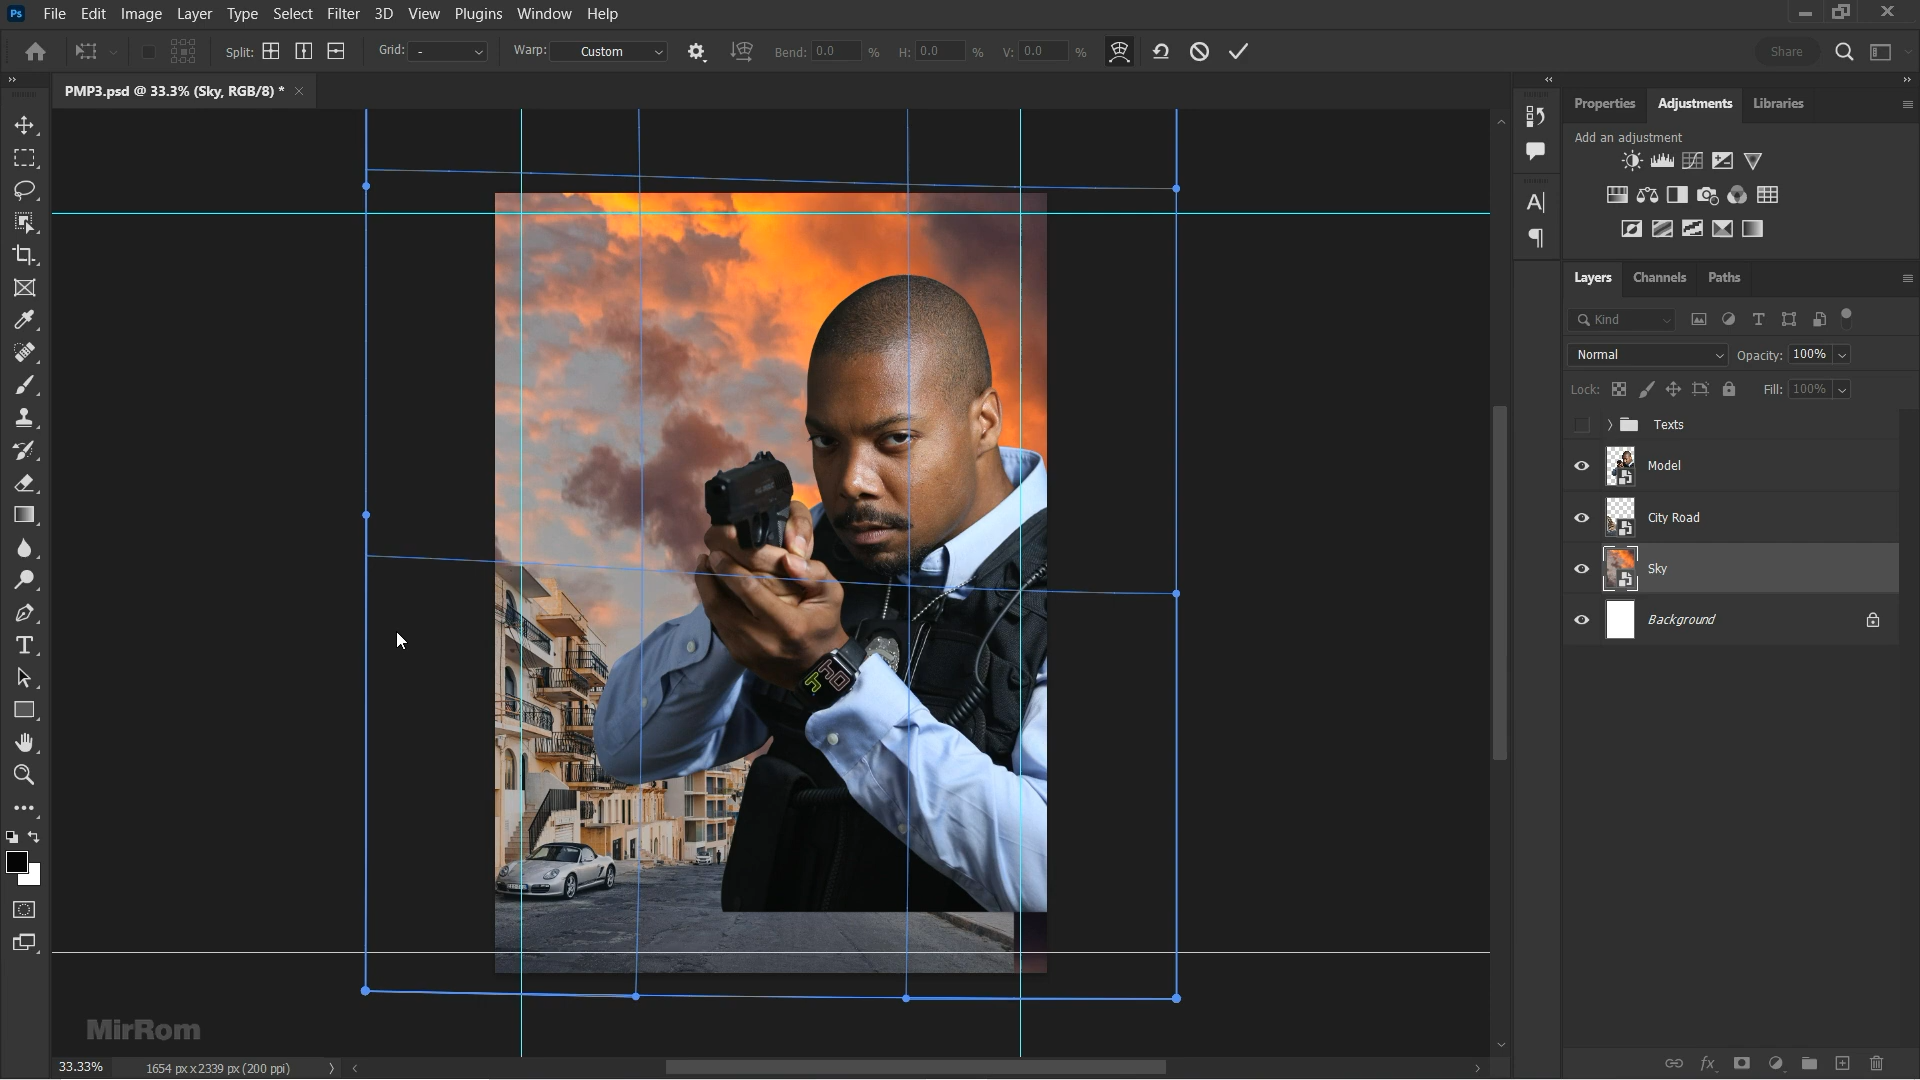 Ps File Edit Image Layer Type Select Filter 3D View Plugins Window Help
Split: Grid: - Warp: Custom Bend: 0.0 % H: 0.0 % V: 0.0 % Share
PMP3.psd @ 33.3% (Sky, RGB/8) *
Properties Adjustments Libraries
Add an adjustment
Layers Channels Paths
Kind
Normal Opacity: 100%
Lock: Fill: 100%
Texts
Model
City Road
Sky
Background
MirRom
33.33% 1654 px x 2339 px (200 ppi)